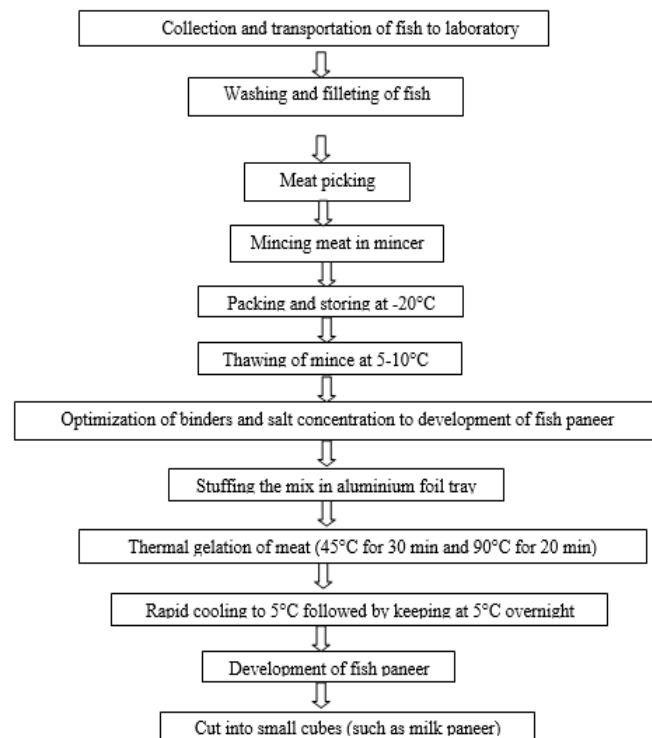 Collection and transportation of fish to laboratory
Washing and filleting of fish
Meat picking
Mincing meat in mincer
Packing and storing at -20°C
Thawing of mince at 5-10°C
Optimization of binders and salt concentration to development of fish paneer
Stuffing the mix in aluminium foil tray
Thermal gelation of meat (45°C for 30 min and 90°C for 20 min)
Rapid cooling to 5°C followed by keeping at 5°C overnight
Development of fish paneer
Cut into small cubes (such as milk paneer)